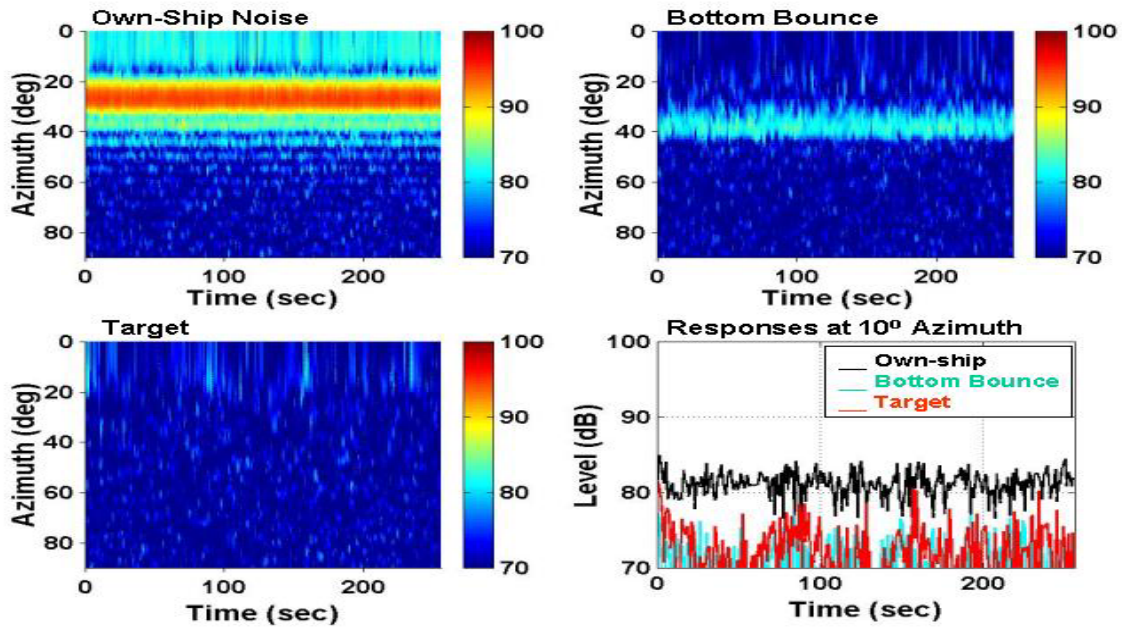 Own-Ship Noise
0
20
40
60
80
Azimuth (deg)
0 100 200
Time (sec)
100
90
80
70
Bottom Bounce
0
20
40
60
80
Azimuth (deg)
0 100 200
Time (sec)
100
90
80
70
Target
0
20
40
60
80
Azimuth (deg)
0 100 200
Time (sec)
100
90
80
70
Responses at 10º Azimuth
100
90
80
70
Level (dB)
Own-ship
Bottom Bounce
Target
0 100 200
Time (sec)